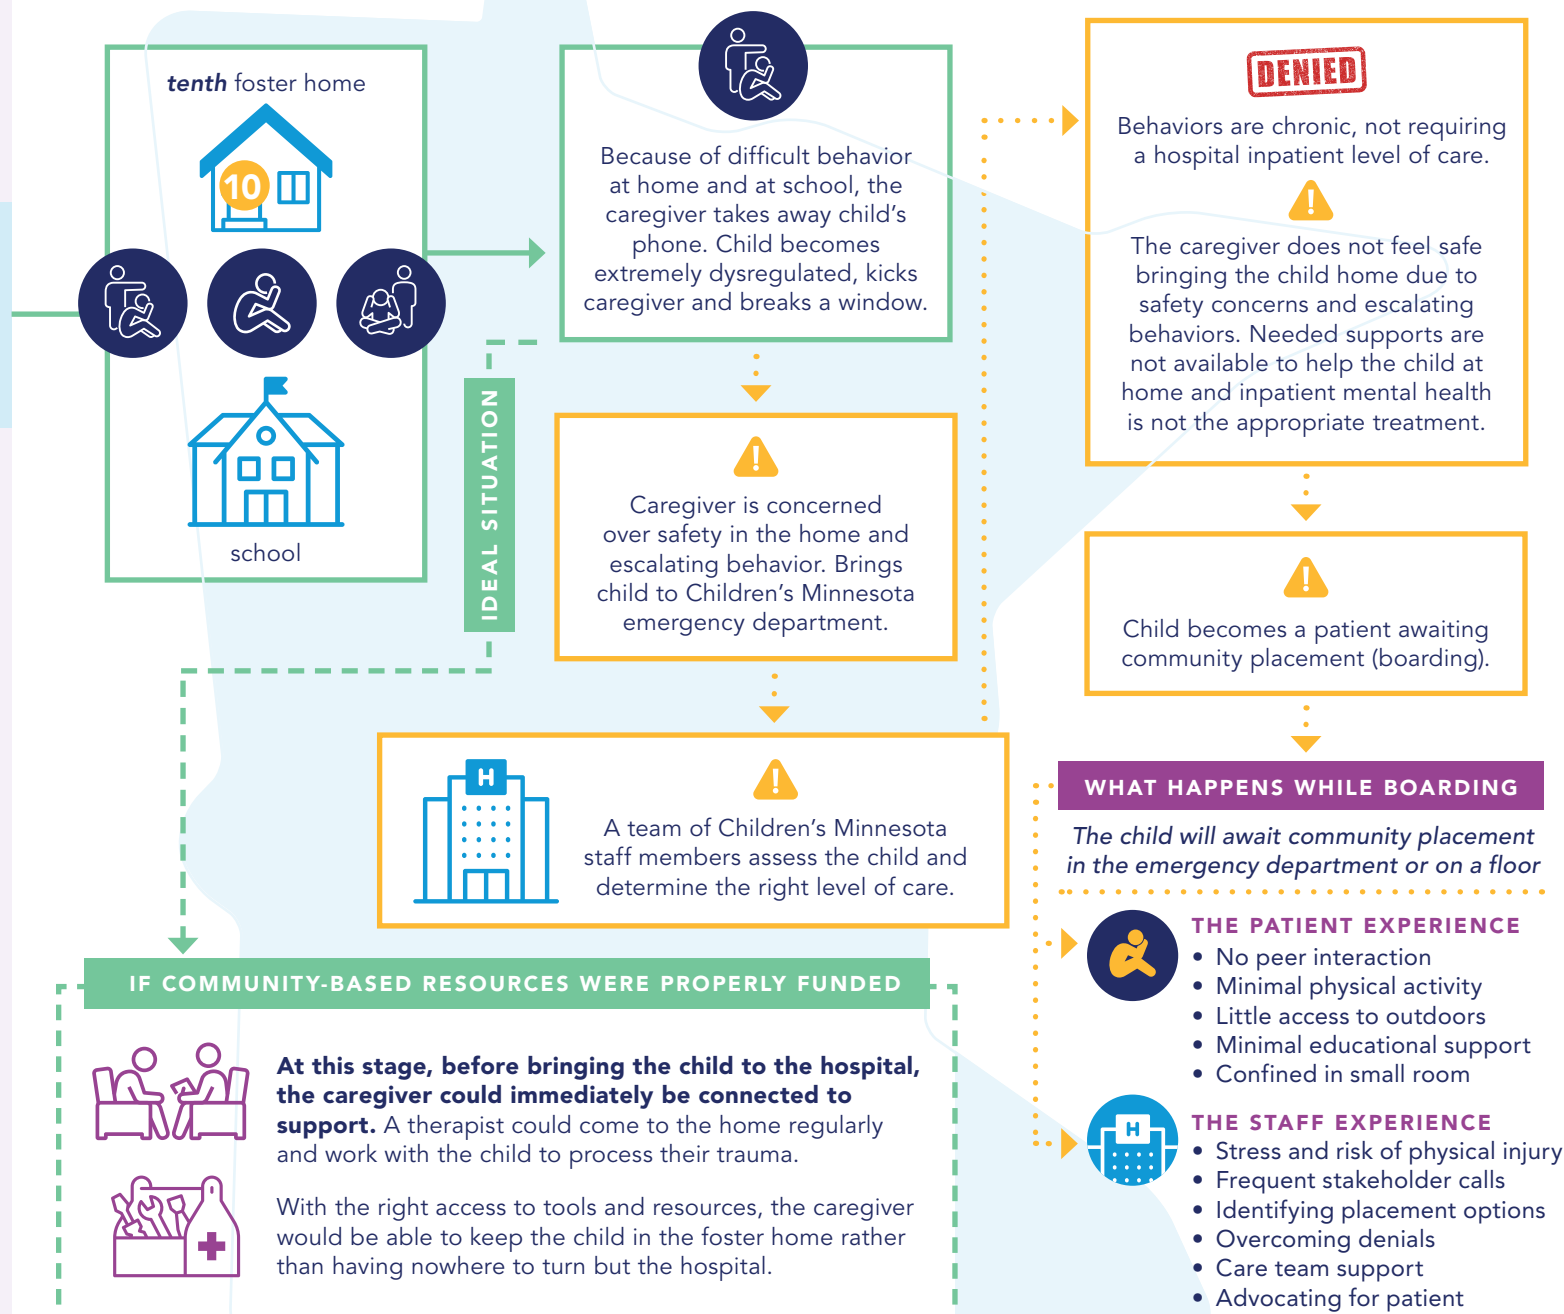 tenth foster home
10
school
Because of difficult behavior
at home and at school, the
caregiver takes away child’s
phone. Child becomes
extremely dysregulated, kicks
caregiver and breaks a window.
IDEAL SITUATION
Caregiver is concerned
over safety in the home and
escalating behavior. Brings
child to Children’s Minnesota
emergency department.
H
A team of Children’s Minnesota
staff members assess the child and
determine the right level of care.
DENIED
Behaviors are chronic, not requiring
a hospital inpatient level of care.
The caregiver does not feel safe
bringing the child home due to
safety concerns and escalating
behaviors. Needed supports are
not available to help the child at
home and inpatient mental health
is not the appropriate treatment.
Child becomes a patient awaiting
community placement (boarding).
WHAT HAPPENS WHILE BOARDING
The child will await community placement
in the emergency department or on a floor
THE PATIENT EXPERIENCE
• No peer interaction
• Minimal physical activity
• Little access to outdoors
• Minimal educational support
• Confined in small room
H
THE STAFF EXPERIENCE
• Stress and risk of physical injury
• Frequent stakeholder calls
• Identifying placement options
• Overcoming denials
• Care team support
• Advocating for patient
IF COMMUNITY-BASED RESOURCES WERE PROPERLY FUNDED
At this stage, before bringing the child to the hospital,
the caregiver could immediately be connected to
support. A therapist could come to the home regularly
and work with the child to process their trauma.
With the right access to tools and resources, the caregiver
would be able to keep the child in the foster home rather
than having nowhere to turn but the hospital.